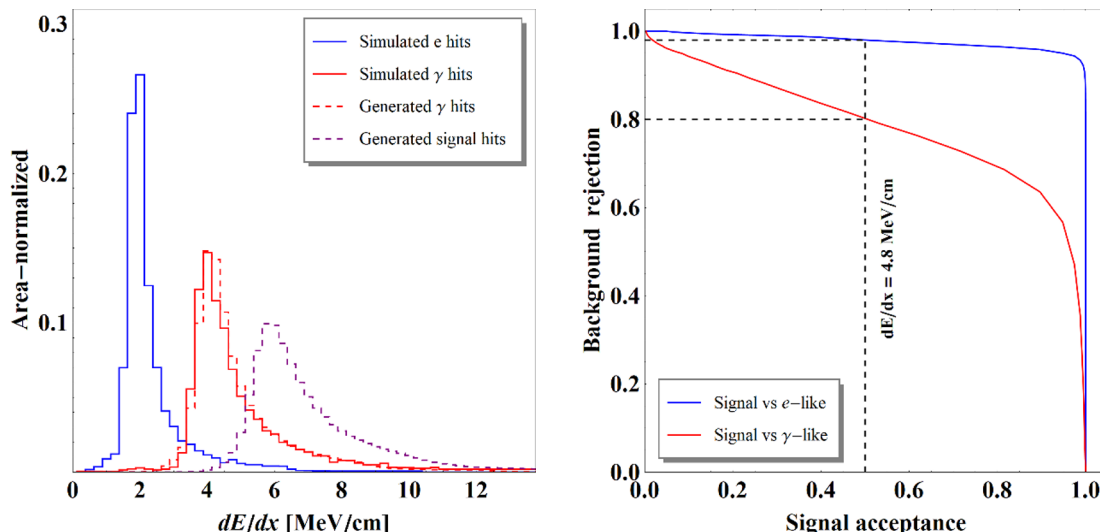 0.3
0.2
0.1
Area−normalized
Simulated e hits
Simulated γ hits
Generated γ hits
Generated signal hits
0 2 4 6 8 10 12
dE/dx [MeV/cm]
1.0
0.8
0.6
0.4
0.2
0.0
Background rejection
dE/dx = 4.8 MeV/cm
Signal vs e−like
Signal vs γ−like
0.0 0.2 0.4 0.6 0.8 1.0
Signal acceptance